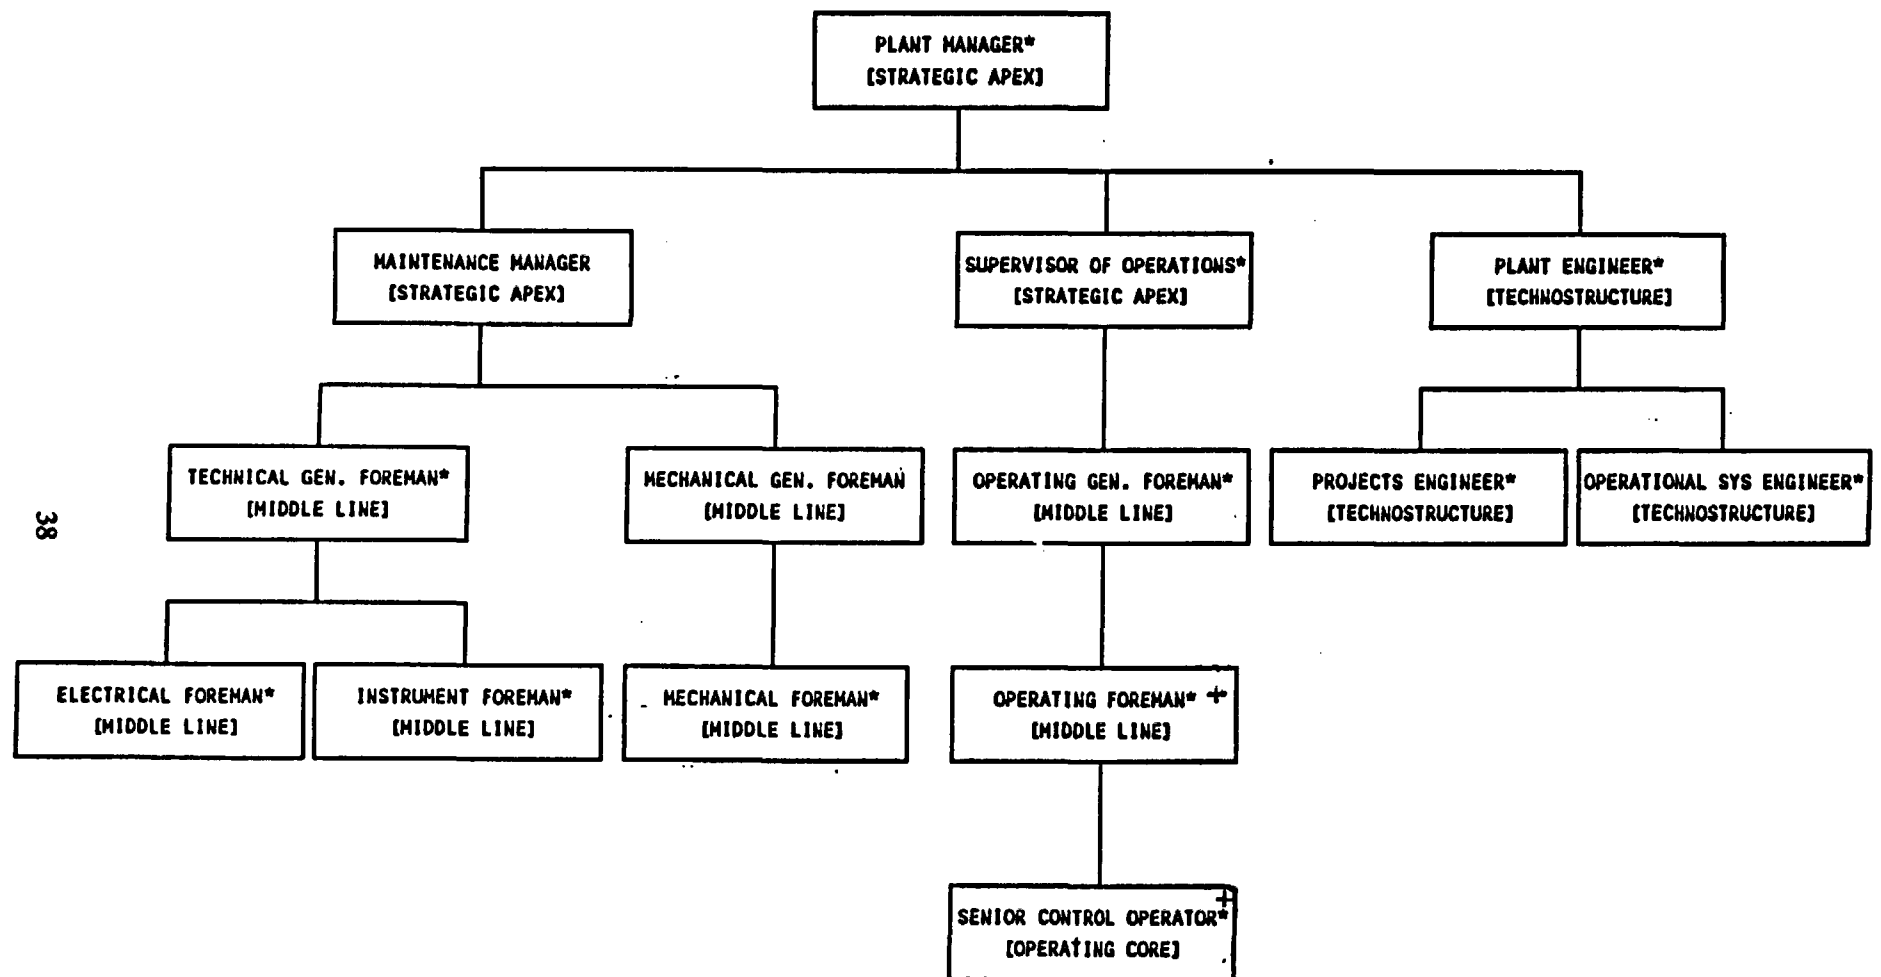 PLANT MANAGER*
[STRATEGIC APEX]
MAINTENANCE MANAGER
[STRATEGIC APEX]
SUPERVISOR OF OPERATIONS*
[STRATEGIC APEX]
PLANT ENGINEER*
[TECHNOSTRUCTURE]
TECHNICAL GEN. FOREMAN*
[MIDDLE LINE]
MECHANICAL GEN. FOREMAN
[MIDDLE LINE]
OPERATING GEN. FOREMAN*
[MIDDLE LINE]
PROJECTS ENGINEER*
[TECHNOSTRUCTURE]
OPERATIONAL SYS ENGINEER*
[TECHNOSTRUCTURE]
38
ELECTRICAL FOREMAN*
[MIDDLE LINE]
INSTRUMENT FOREMAN*
[MIDDLE LINE]
MECHANICAL FOREMAN*
[MIDDLE LINE]
OPERATING FOREMAN* +
[MIDDLE LINE]
SENIOR CONTROL OPERATOR* +
[OPERATING CORE]